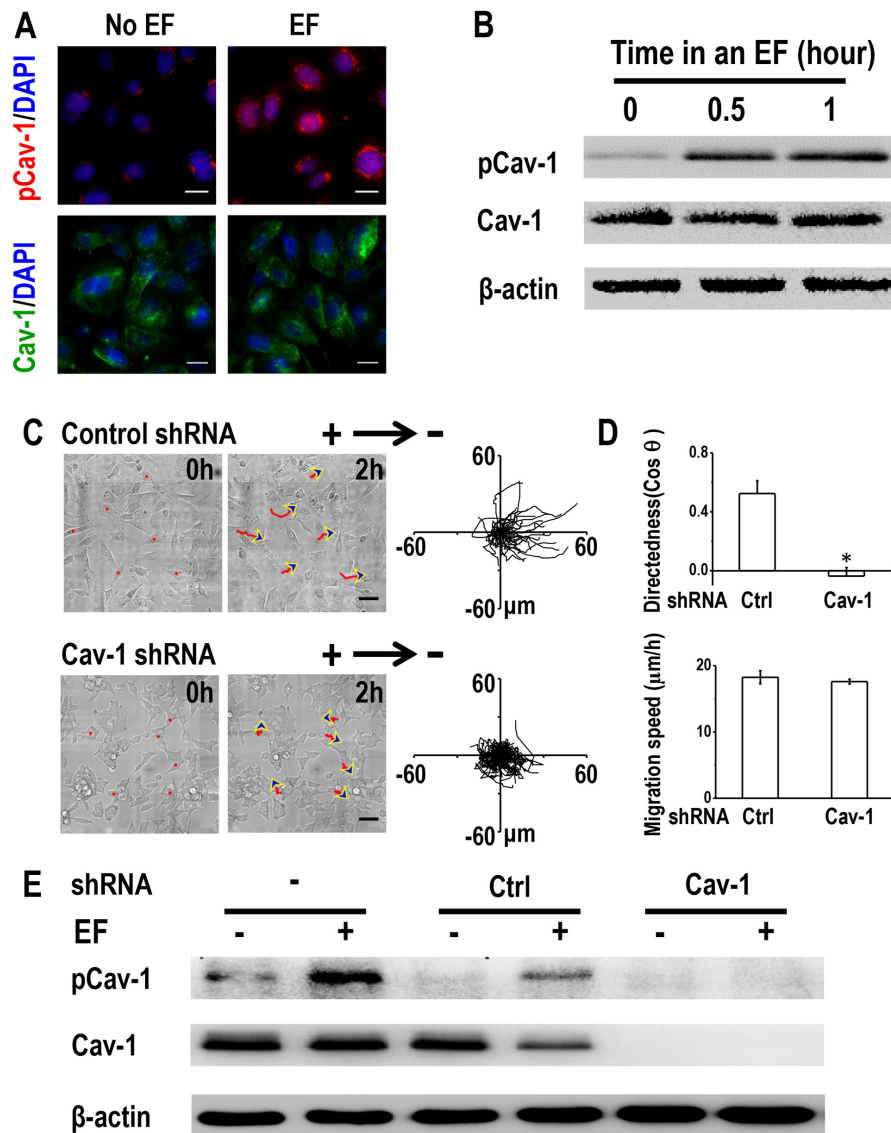 A
No EF
EF
pCav-1/DAPI
Cav-1/DAPI
B
Time in an EF (hour)
0 0.5 1
pCav-1
Cav-1
β-actin
C
Control shRNA
+ → -
0h
2h
60
-60 60
-60 μm
Cav-1 shRNA
+ → -
0h
2h
60
-60 60
-60 μm
D
Directedness(Cos θ)
0.8
0.4
0.0
*
shRNA Ctrl Cav-1
Migration speed (μm/h)
20
10
0
shRNA Ctrl Cav-1
E
shRNA - Ctrl Cav-1
EF - + - + - +
pCav-1
Cav-1
β-actin